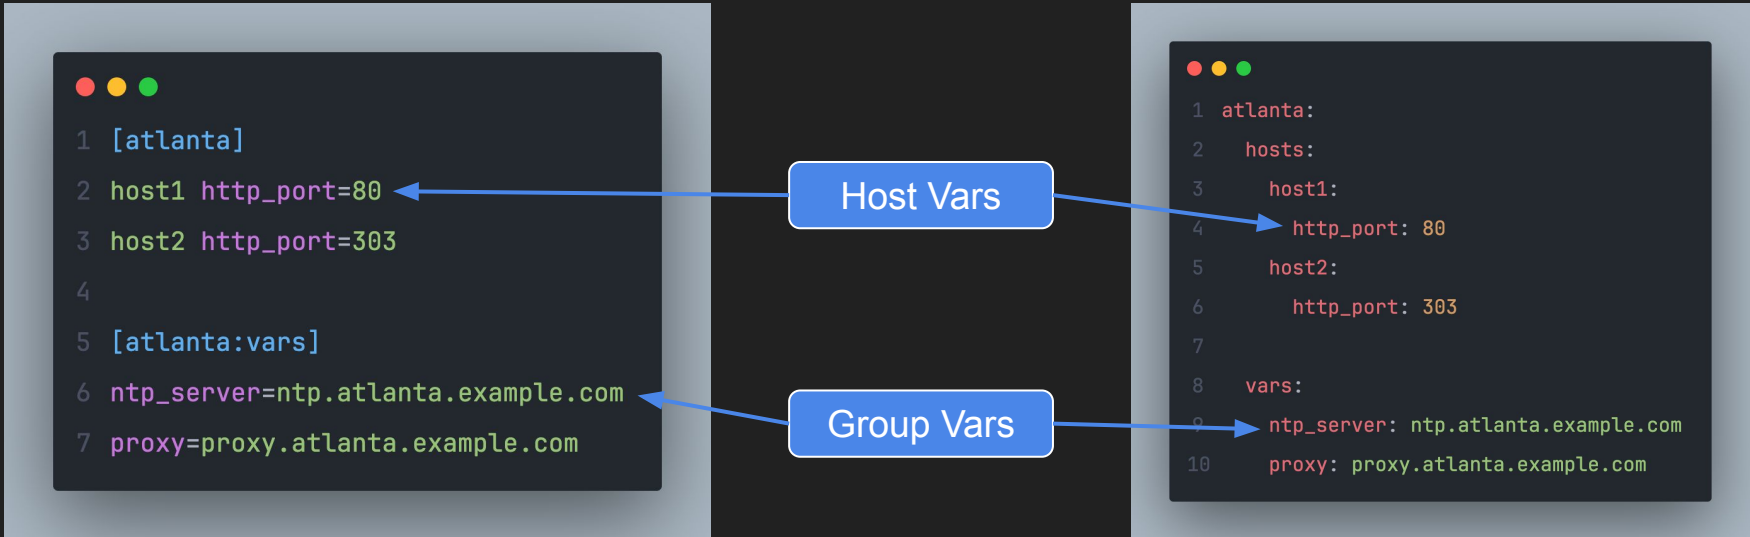 1 [atlanta]
2 host1 http_port=80
3 host2 http_port=303
4
5 [atlanta:vars]
6 ntp_server=ntp.atlanta.example.com
7 proxy=proxy.atlanta.example.com
Host Vars
Group Vars
1 atlanta:
2   hosts:
3     host1:
4       http_port: 80
5     host2:
6       http_port: 303
7
8   vars:
9     ntp_server: ntp.atlanta.example.com
10     proxy: proxy.atlanta.example.com